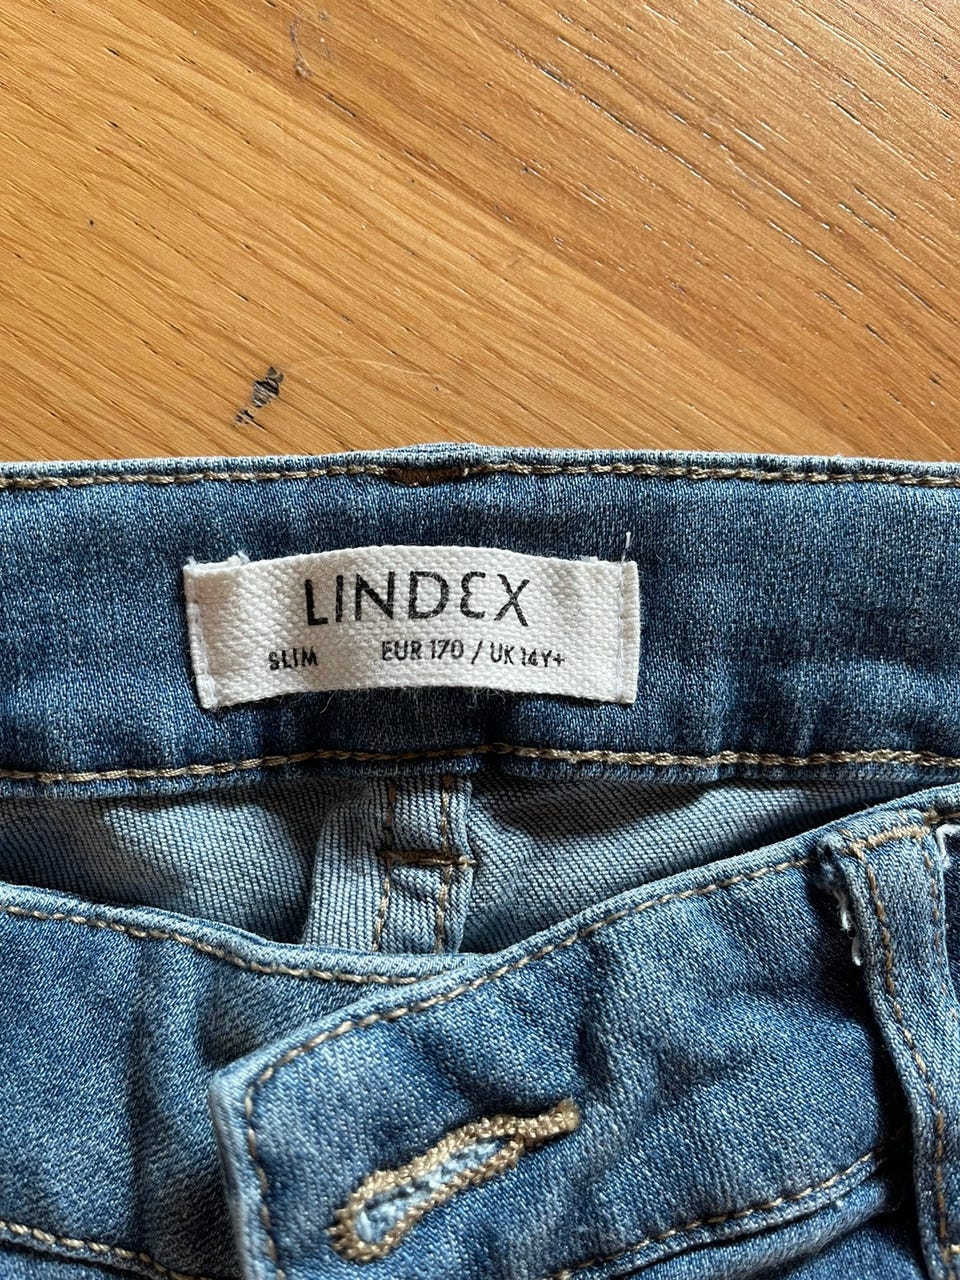 LINDEX
SLIM EUR 170 / UK 14Y+